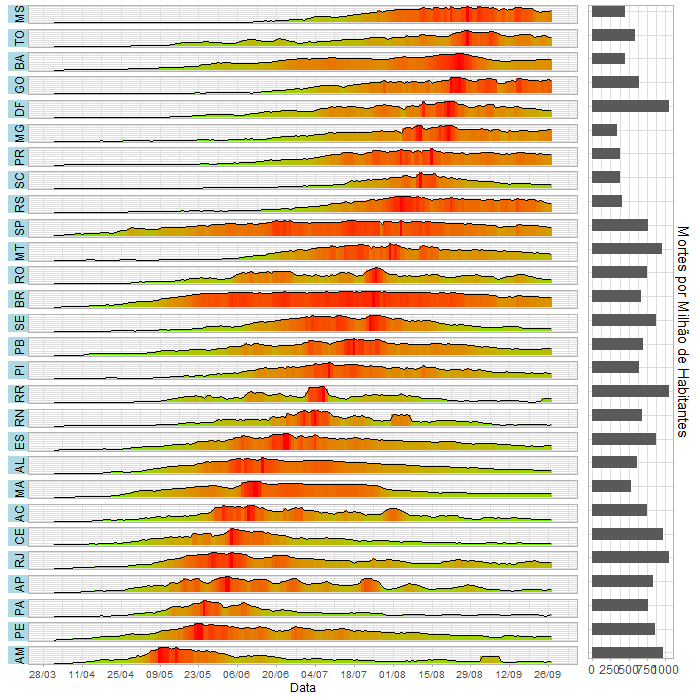 MS
TO
BA
GO
DF
MG
PR
SC
RS
SP
MT
RO
BR
SE
PB
PI
RR
RN
ES
AL
MA
AC
CE
RJ
AP
PA
PE
AM
28/03 11/04 25/04 09/05 23/05 06/06 20/06 04/07 18/07 01/08 15/08 29/08 12/09 26/09
Data
0 250 500 750 1000
Mortes por Milhão de Habitantes